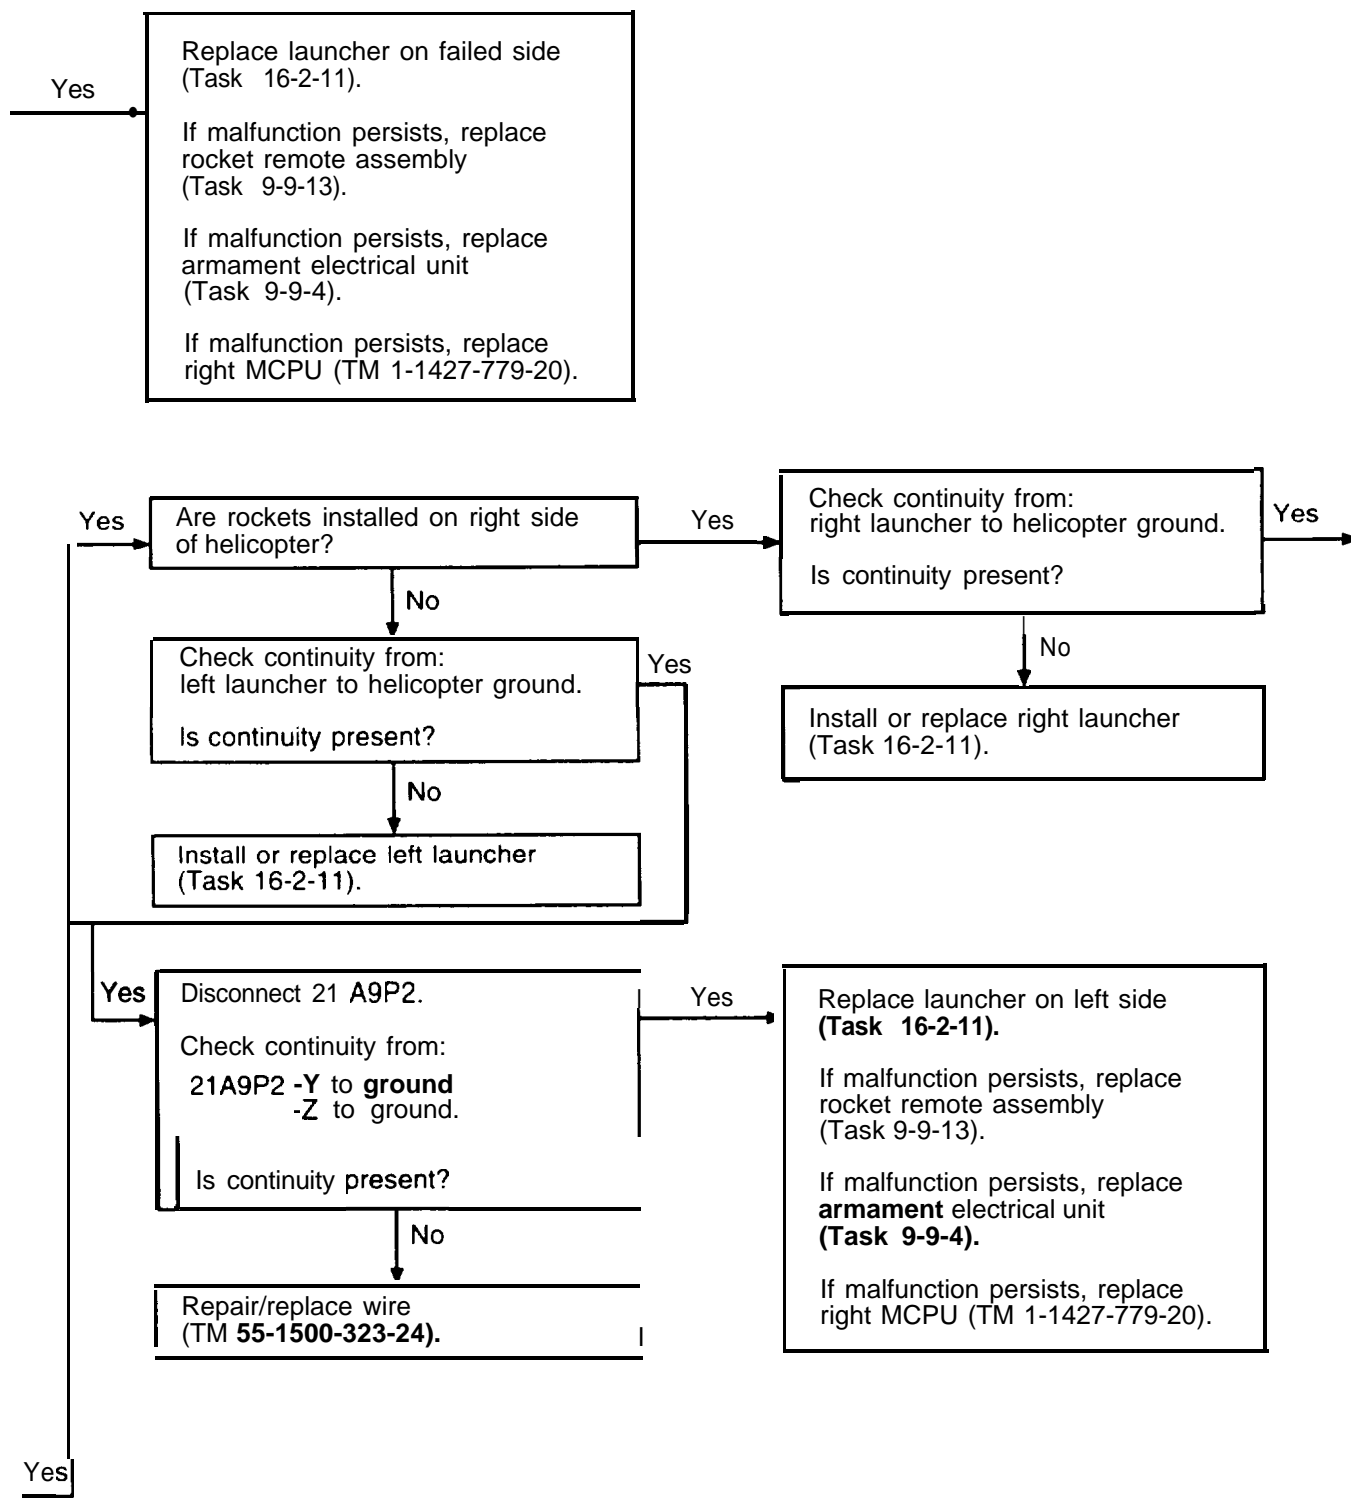 Yes
Replace launcher on failed side
(Task 16-2-11).
If malfunction persists, replace
rocket remote assembly
(Task 9-9-13).
If malfunction persists, replace
armament electrical unit
(Task 9-9-4).
If malfunction persists, replace
right MCPU (TM 1-1427-779-20).
Yes
Are rockets installed on right side
of helicopter?
Yes
Check continuity from:
right launcher to helicopter ground.
Is continuity present?
Yes
No
No
Check continuity from:
left launcher to helicopter ground.
Is continuity present?
Yes
Install or replace right launcher
(Task 16-2-11).
No
Install or replace left launcher
(Task 16-2-11).
Yes
Disconnect 21 A9P2.
Check continuity from:
21A9P2 -Y to ground
-Z to ground.
Is continuity present?
Yes
Replace launcher on left side
(Task 16-2-11).
If malfunction persists, replace
rocket remote assembly
(Task 9-9-13).
If malfunction persists, replace
armament electrical unit
(Task 9-9-4).
If malfunction persists, replace
right MCPU (TM 1-1427-779-20).
No
Repair/replace wire
(TM 55-1500-323-24).
Yes